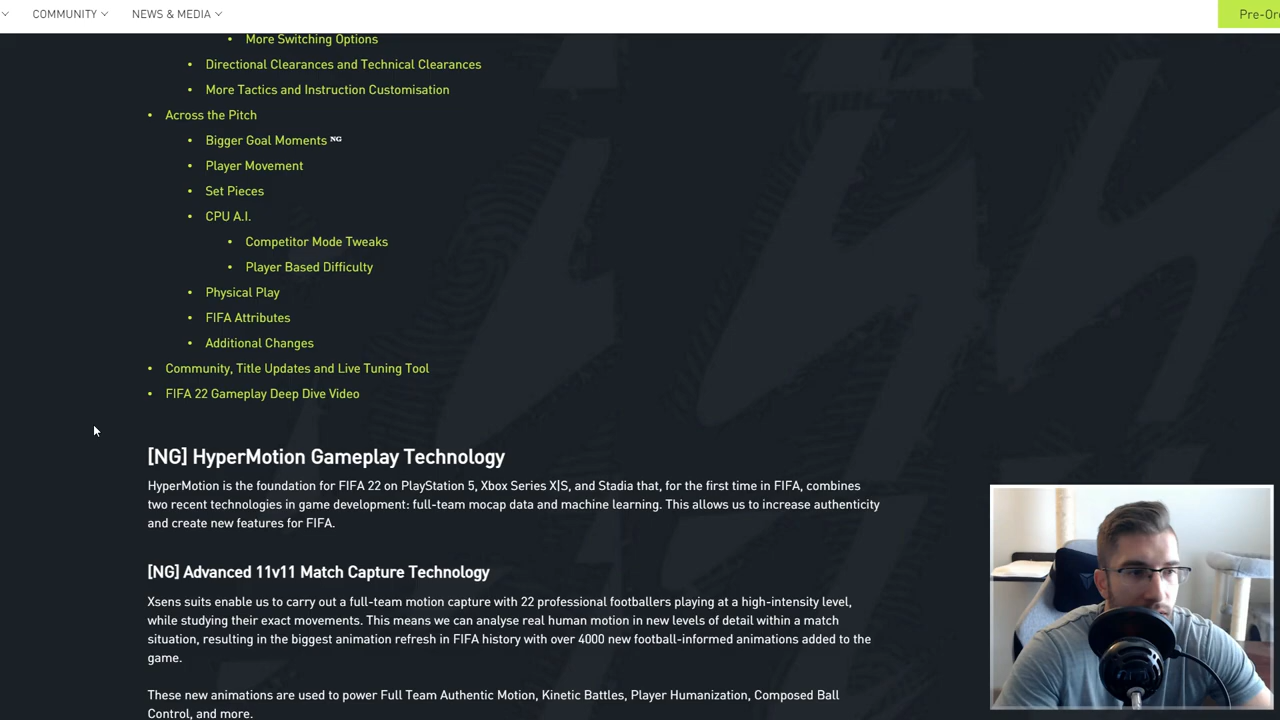 COMMUNITY NEWS & MEDIA Pre-Or
More Switching Options
Directional Clearances and Technical Clearances
More Tactics and Instruction Customisation
Across the Pitch
Bigger Goal Moments NG
Player Movement
Set Pieces
CPU A.I.
Competitor Mode Tweaks
Player Based Difficulty
Physical Play
FIFA Attributes
Additional Changes
Community, Title Updates and Live Tuning Tool
FIFA 22 Gameplay Deep Dive Video
[NG] HyperMotion Gameplay Technology
HyperMotion is the foundation for FIFA 22 on PlayStation 5, Xbox Series X|S, and Stadia that, for the first time in FIFA, combines
two recent technologies in game development: full-team mocap data and machine learning. This allows us to increase authenticity
and create new features for FIFA.
[NG] Advanced 11v11 Match Capture Technology
Xsens suits enable us to carry out a full-team motion capture with 22 professional footballers playing at a high-intensity level,
while studying their exact movements. This means we can analyse real human motion in new levels of detail within a match
situation, resulting in the biggest animation refresh in FIFA history with over 4000 new football-informed animations added to the
game.
These new animations are used to power Full Team Authentic Motion, Kinetic Battles, Player Humanization, Composed Ball
Control, and more.